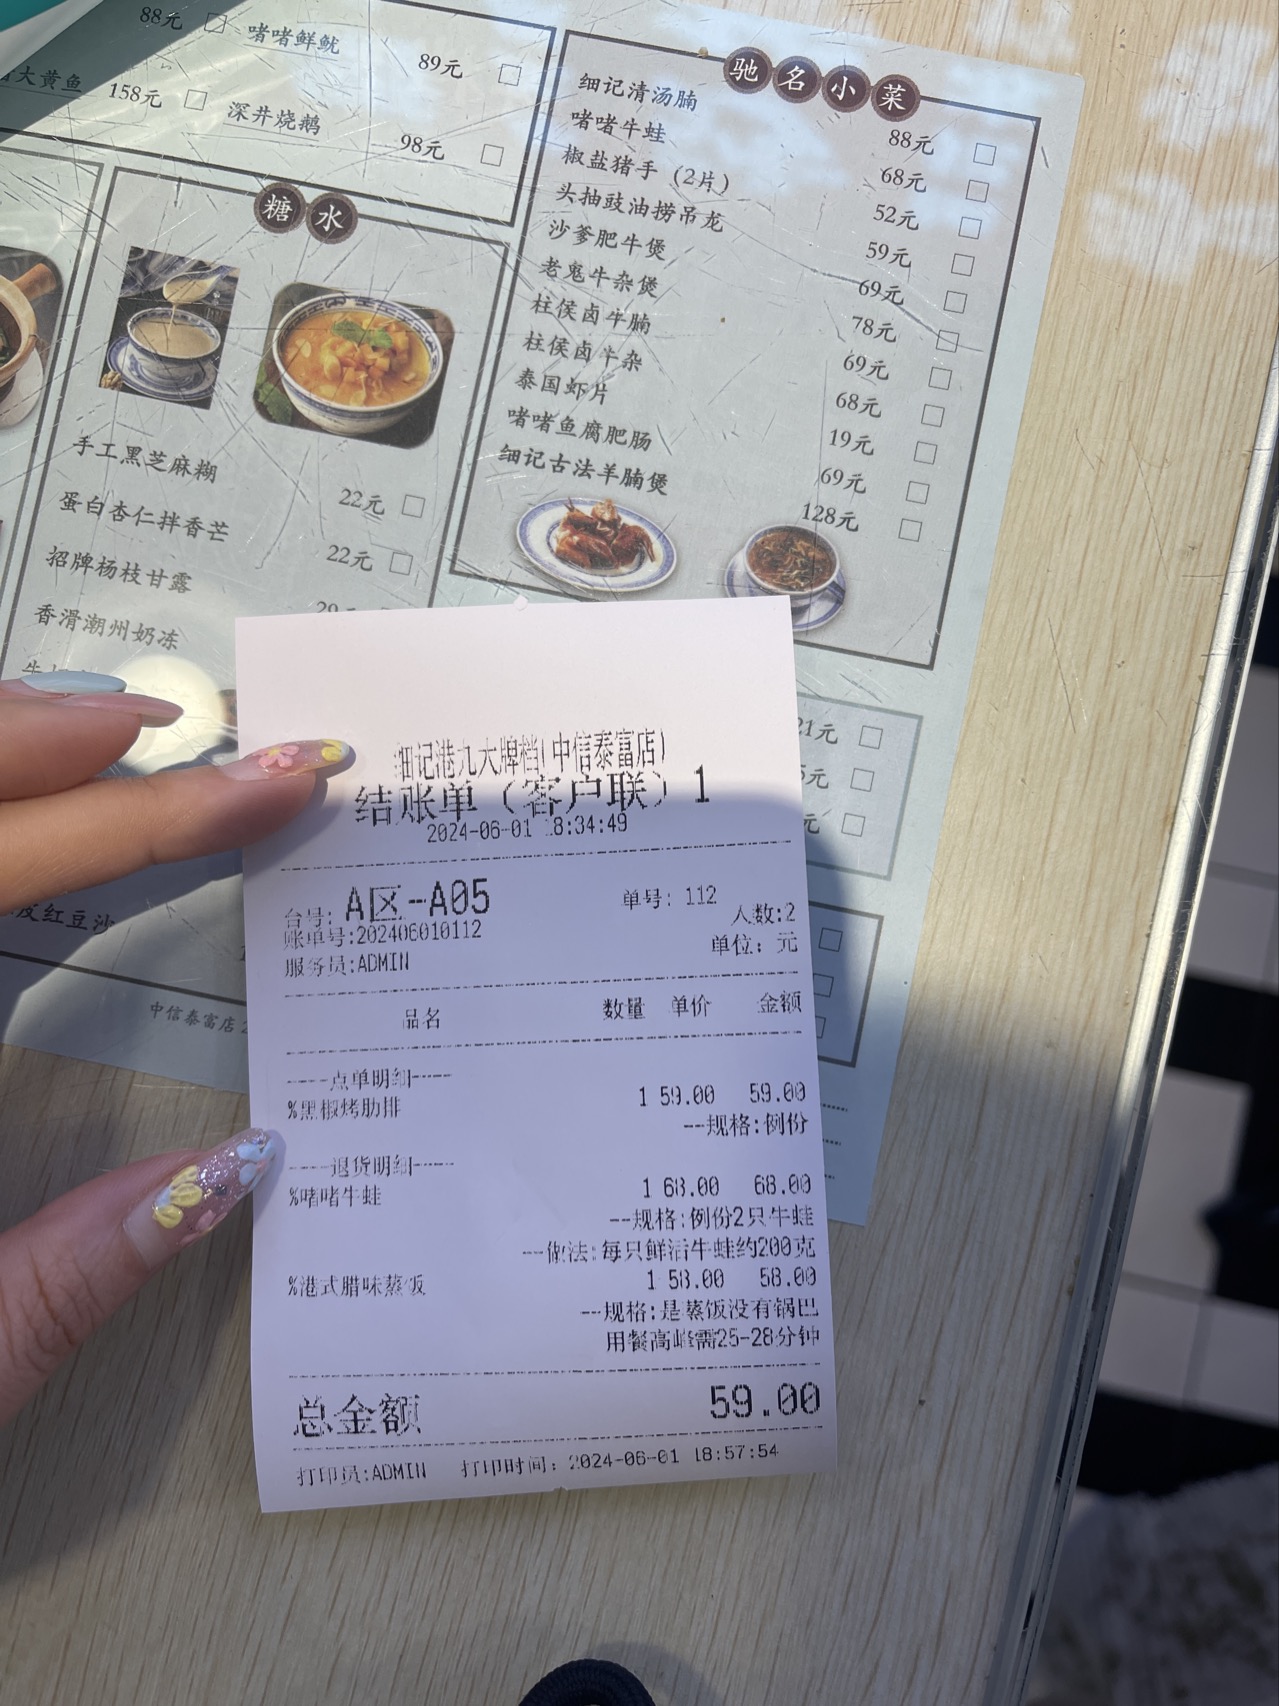 88元
啫啫鲜鱿
89元
大黄鱼
158元
深井烧鹅
98元
驰名小菜
细记清汤腩 88元
啫啫牛蛙 68元
椒盐猪手（2片） 52元
头抽豉油捞吊龙 59元
沙爹肥牛煲 69元
老鬼牛杂煲 78元
柱侯卤牛腩 69元
柱侯卤牛杂 68元
泰国虾片 19元
啫啫鱼腐肥肠 69元
细记古法羊腩煲 128元
糖水
手工黑芝麻糊 22元
蛋白杏仁拌香芒 22元
招牌杨枝甘露
香滑潮州奶冻
21元
元
红豆沙
中信泰富店
细记港九大牌档(中信泰富店)
结账单（客户联）1
2024-06-01 18:34:49
台号: A区-A05 单号: 112
账单号:202406010112 人数:2
服务员:ADMIN 单位: 元
品名 数量 单价 金额
----点单明细----
%黑椒烤肋排 1 59.00 59.00
--规格:例份
----退货明细----
%啫啫牛蛙 1 68.00 68.00
--规格:例份2只牛蛙
--做法:每只鲜活牛蛙约200克
%港式腊味蒸饭 1 58.00 58.00
--规格:是蒸饭没有锅巴
用餐高峰需25-28分钟
总金额 59.00
打印员:ADMIN 打印时间: 2024-06-01 18:57:54